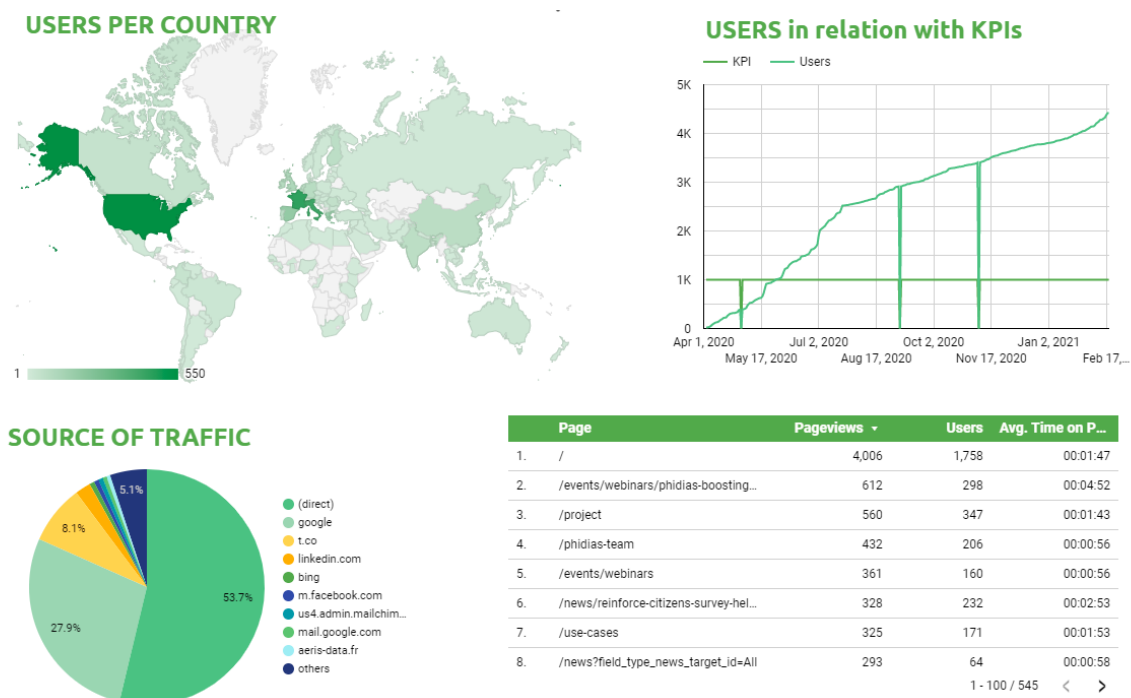 USERS PER COUNTRY
1 550
USERS in relation with KPIs
KPI Users
5K
4K
3K
2K
1K
0
Apr 1, 2020 Jul 2, 2020 Oct 2, 2020 Jan 2, 2021
May 17, 2020 Aug 17, 2020 Nov 17, 2020 Feb 17,...
SOURCE OF TRAFFIC
5.1%
8.1%
53.7%
27.9%
(direct)
google
t.co
linkedin.com
bing
m.facebook.com
us4.admin.mailchim...
mail.google.com
aeris-data.fr
others
Page Pageviews Users Avg. Time on P...
1. / 4,006 1,758 00:01:47
2. /events/webinars/phidias-boosting... 612 298 00:04:52
3. /project 560 347 00:01:43
4. /phidias-team 432 206 00:00:56
5. /events/webinars 361 160 00:00:56
6. /news/reinforce-citizens-survey-hel... 328 232 00:02:53
7. /use-cases 325 171 00:01:53
8. /news?field_type_news_target_id=All 293 64 00:00:58
1 - 100 / 545